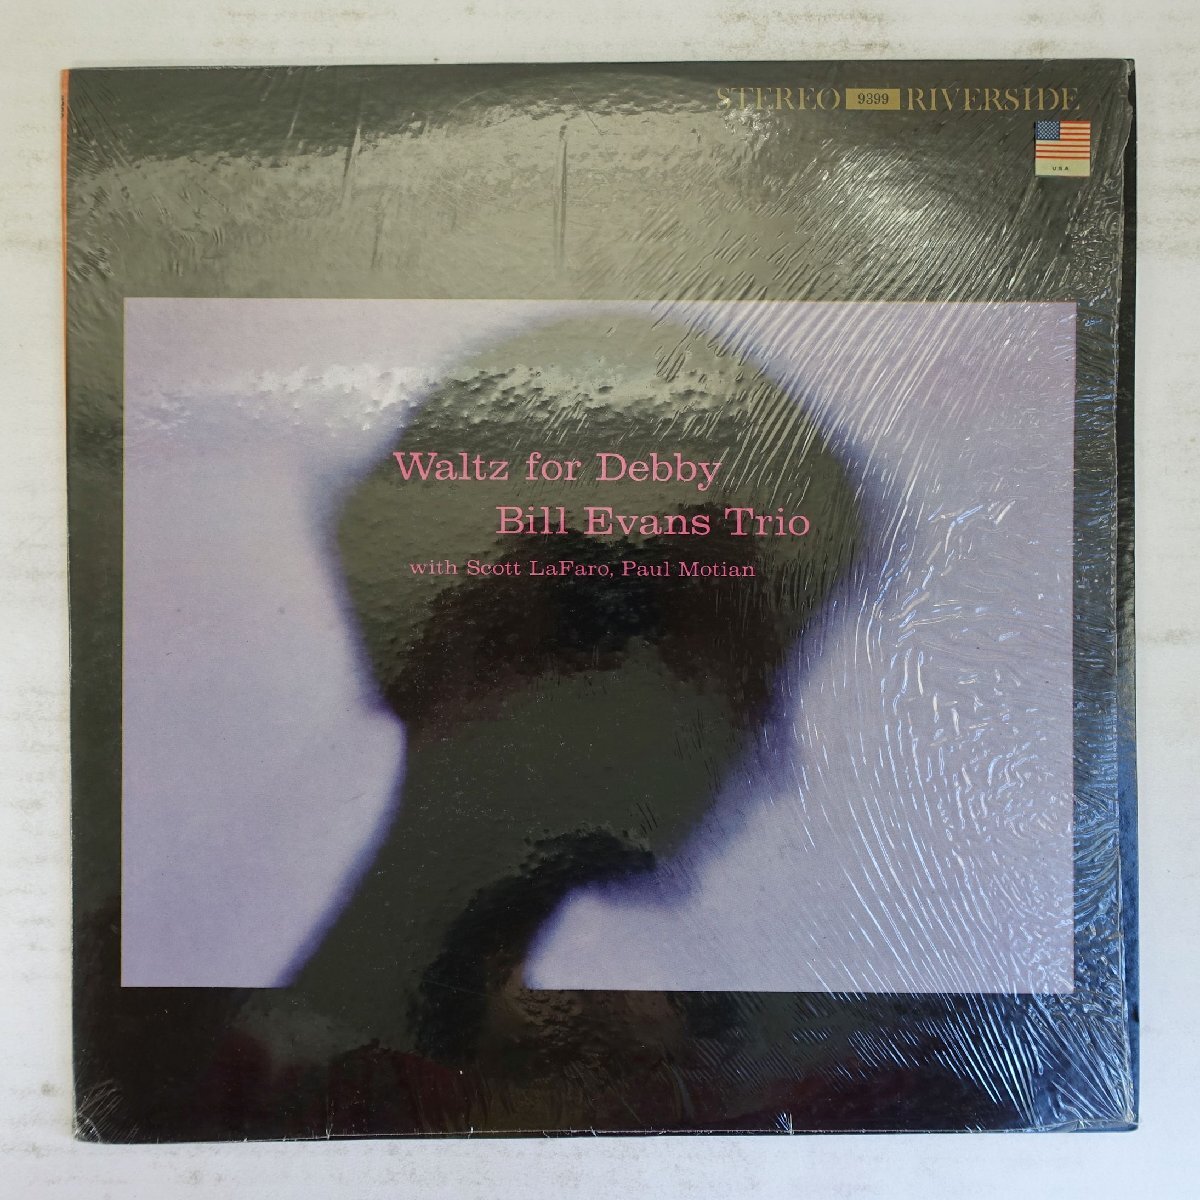 STEREO 9399 RIVERSIDE
USA
Waltz for Debby
Bill Evans Trio
with Scott LaFaro, Paul Motian